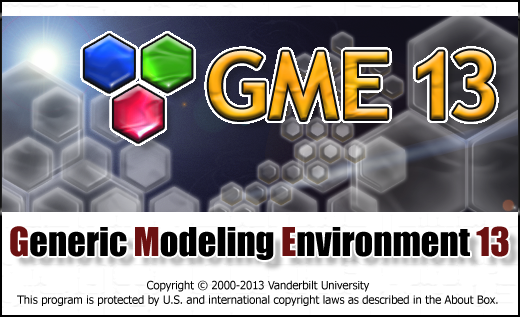 GME 13
Generic Modeling Environment 13
Copyright © 2000-2013 Vanderbilt University
This program is protected by U.S. and international copyright laws as described in the About Box.